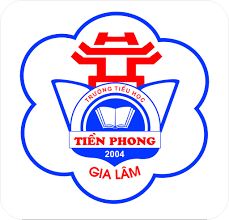 TRƯỜNG TIỂU HỌC
TIỀN PHONG
2004
GIA LÂM